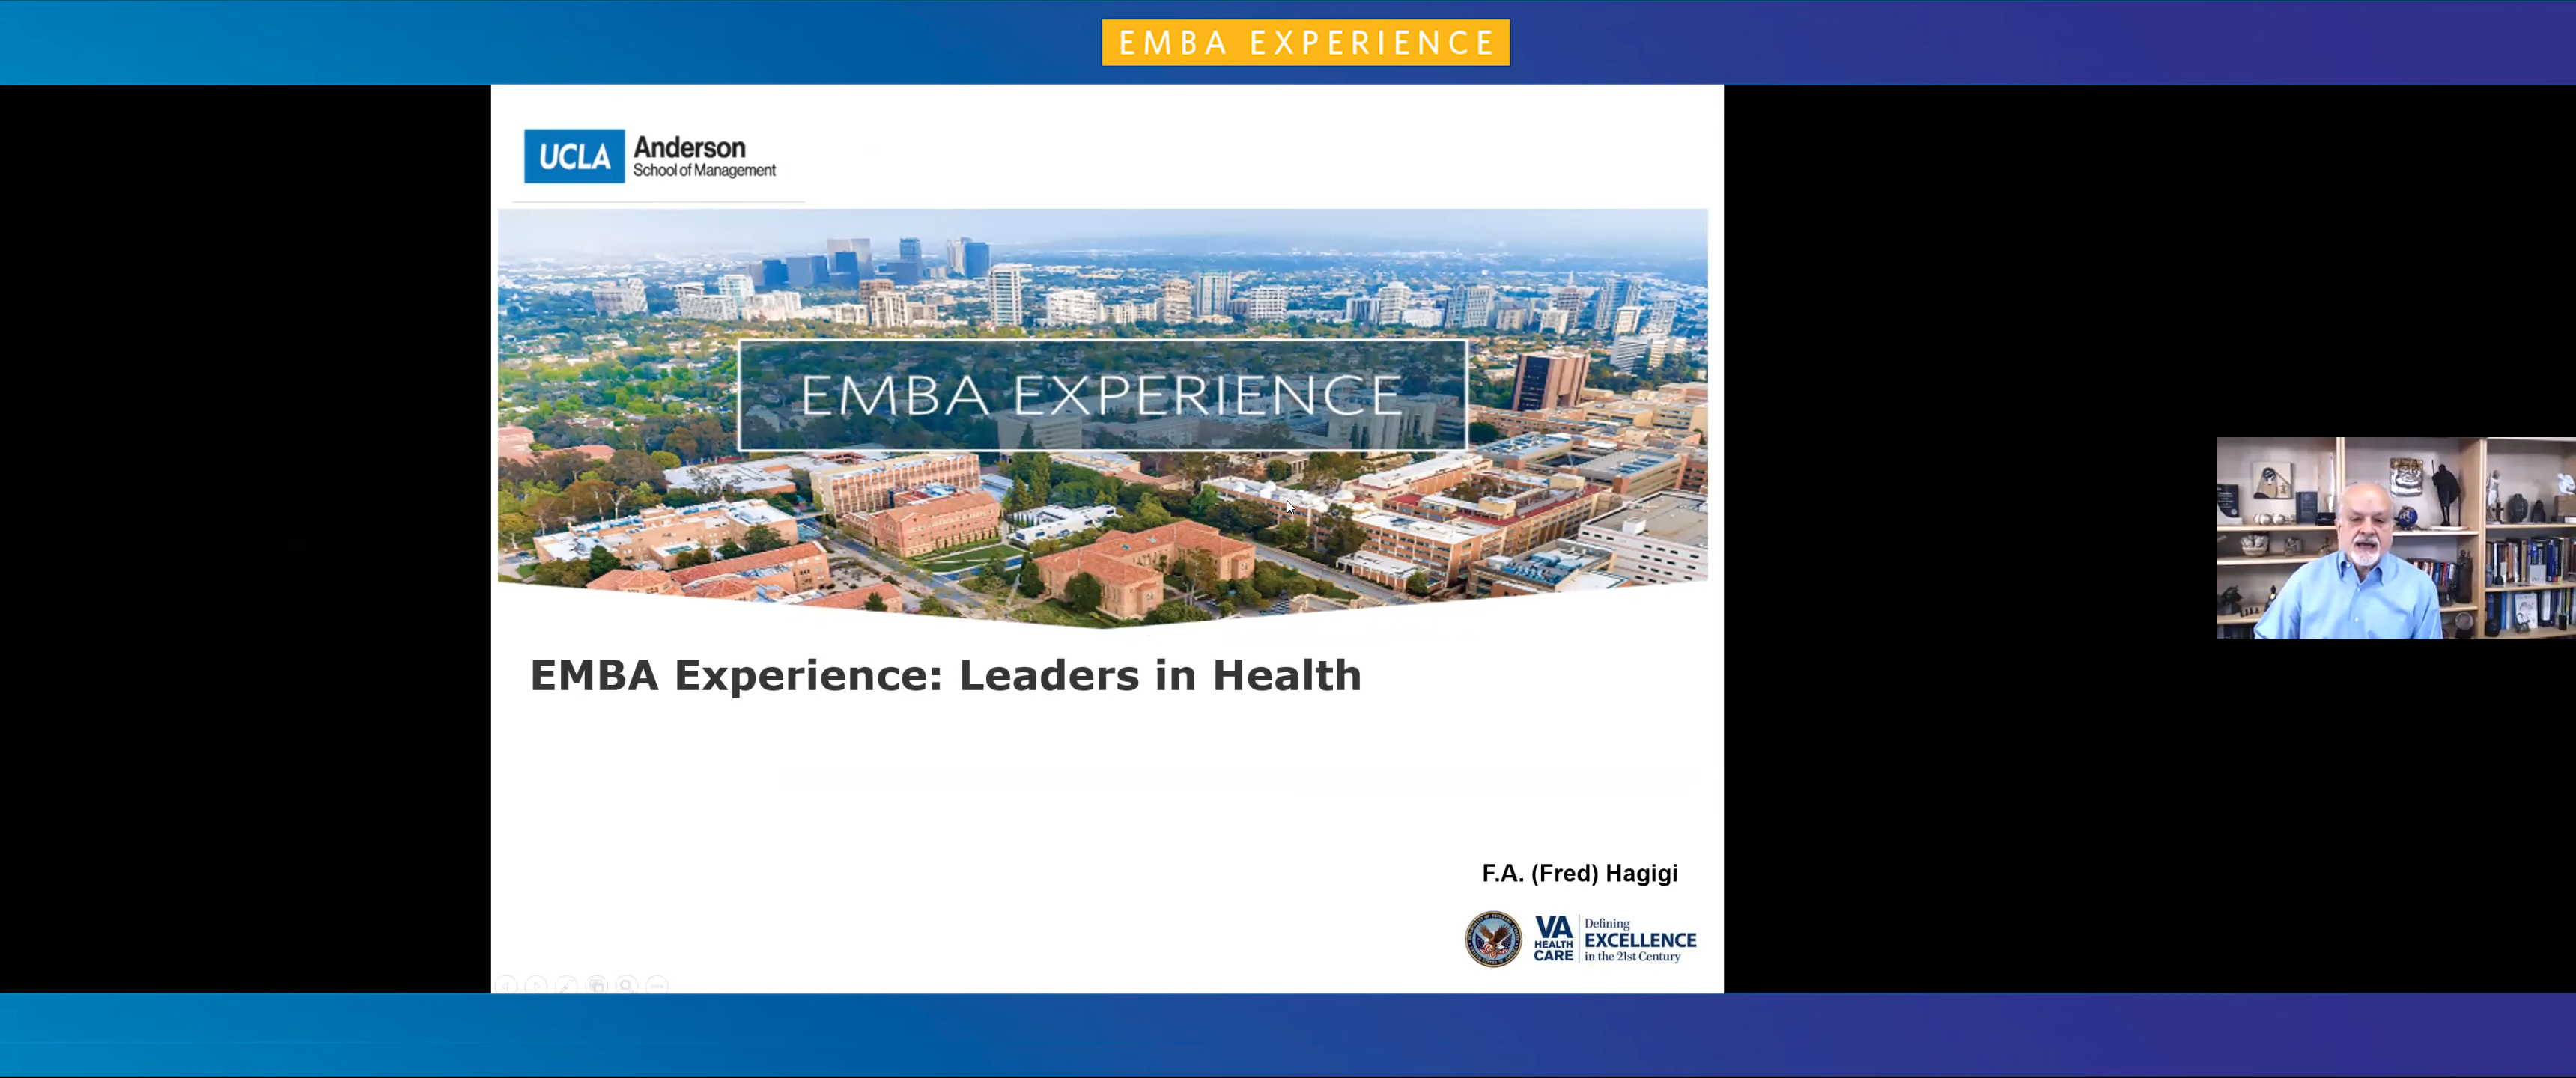 EMBA EXPERIENCE
UCLA Anderson
School of Management
EMBA EXPERIENCE
EMBA Experience: Leaders in Health
F.A. (Fred) Hagigi
VA
HEALTH
CARE
Defining
EXCELLENCE
in the 21st Century